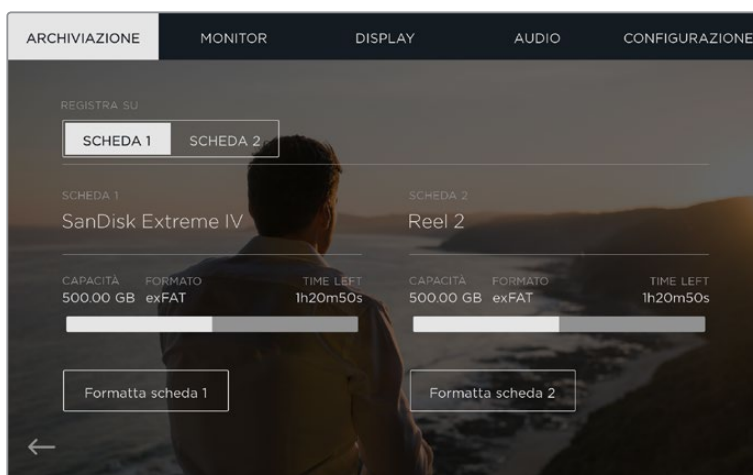 ARCHIVIAZIONE MONITOR DISPLAY AUDIO CONFIGURAZIONE
REGISTRA SU
SCHEDA 1 SCHEDA 2
SCHEDA 1 SCHEDA 2
SanDisk Extreme IV Reel 2
CAPACITÀ FORMATO TIME LEFT CAPACITÀ FORMATO TIME LEFT
500.00 GB exFAT 1h20m50s 500.00 GB exFAT 1h20m50s
Formatta scheda 1 Formatta scheda 2